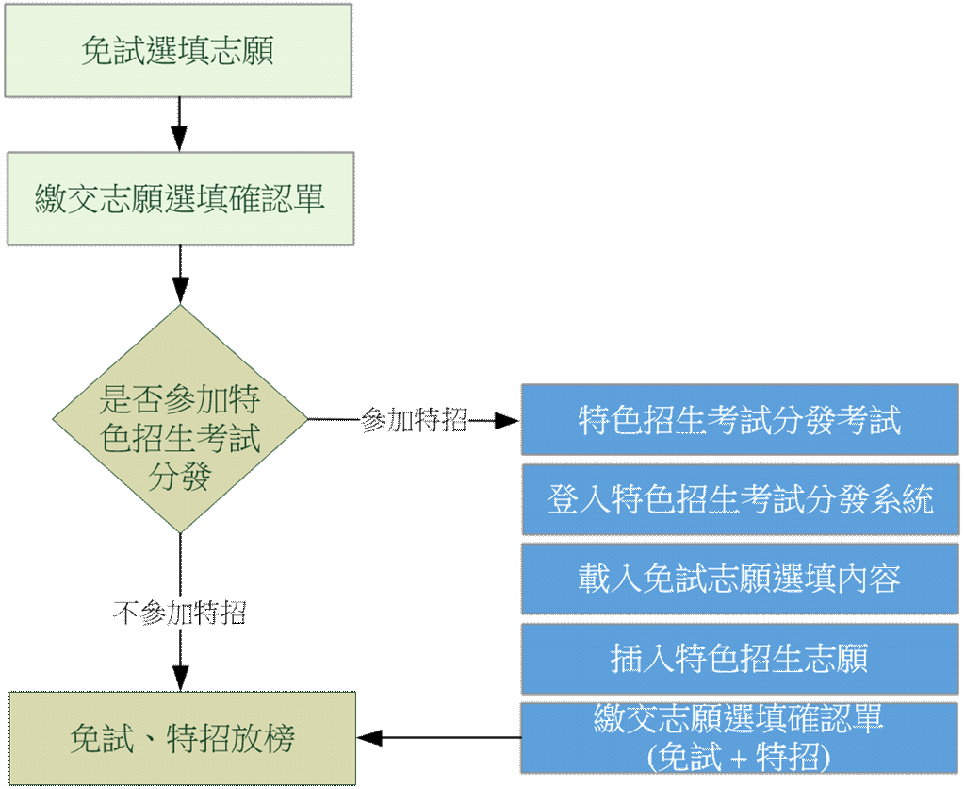 免試選填志願
繳交志願選填確認單
是否參加特
色招生考試
分發
參加特招
特色招生考試分發考試
登入特色招生考試分發系統
載入免試志願選填內容
插入特色招生志願
繳交志願選填確認單
(免試 + 特招)
不參加特招
免試、特招放榜